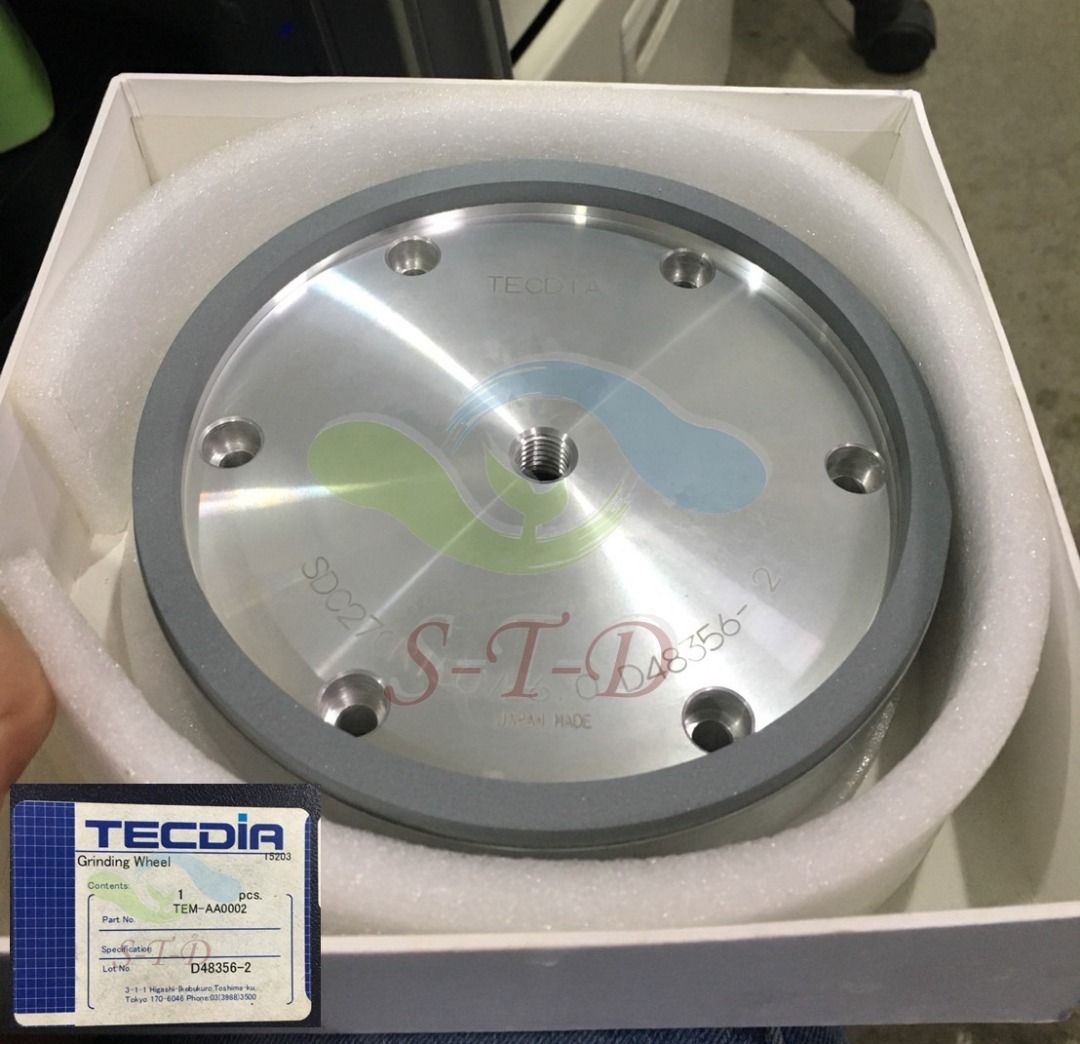 TECDIA
SDC270
D48356-2
JAPAN MADE
S-T-D
TECDIA
15203
Grinding Wheel
Contents:
1 pcs.
Part No. TEM-AA0002
S-T-D
Specification
Lot No D48356-2
3-1-1 Higashi-Ikebukuro,Toshima-ku,
Tokyo 170-6046 Phone:03(3988)3500